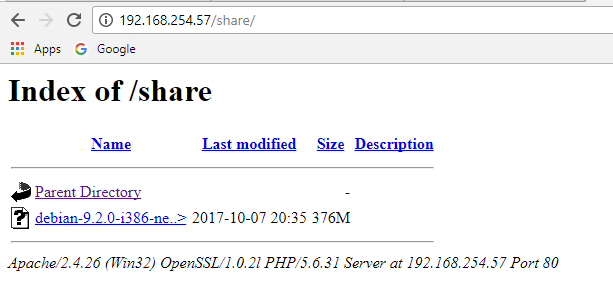 192.168.254.57/share/
Apps Google
Index of /share
Name Last modified Size Description
Parent Directory -
debian-9.2.0-i386-ne..> 2017-10-07 20:35 376M
Apache/2.4.26 (Win32) OpenSSL/1.0.2l PHP/5.6.31 Server at 192.168.254.57 Port 80